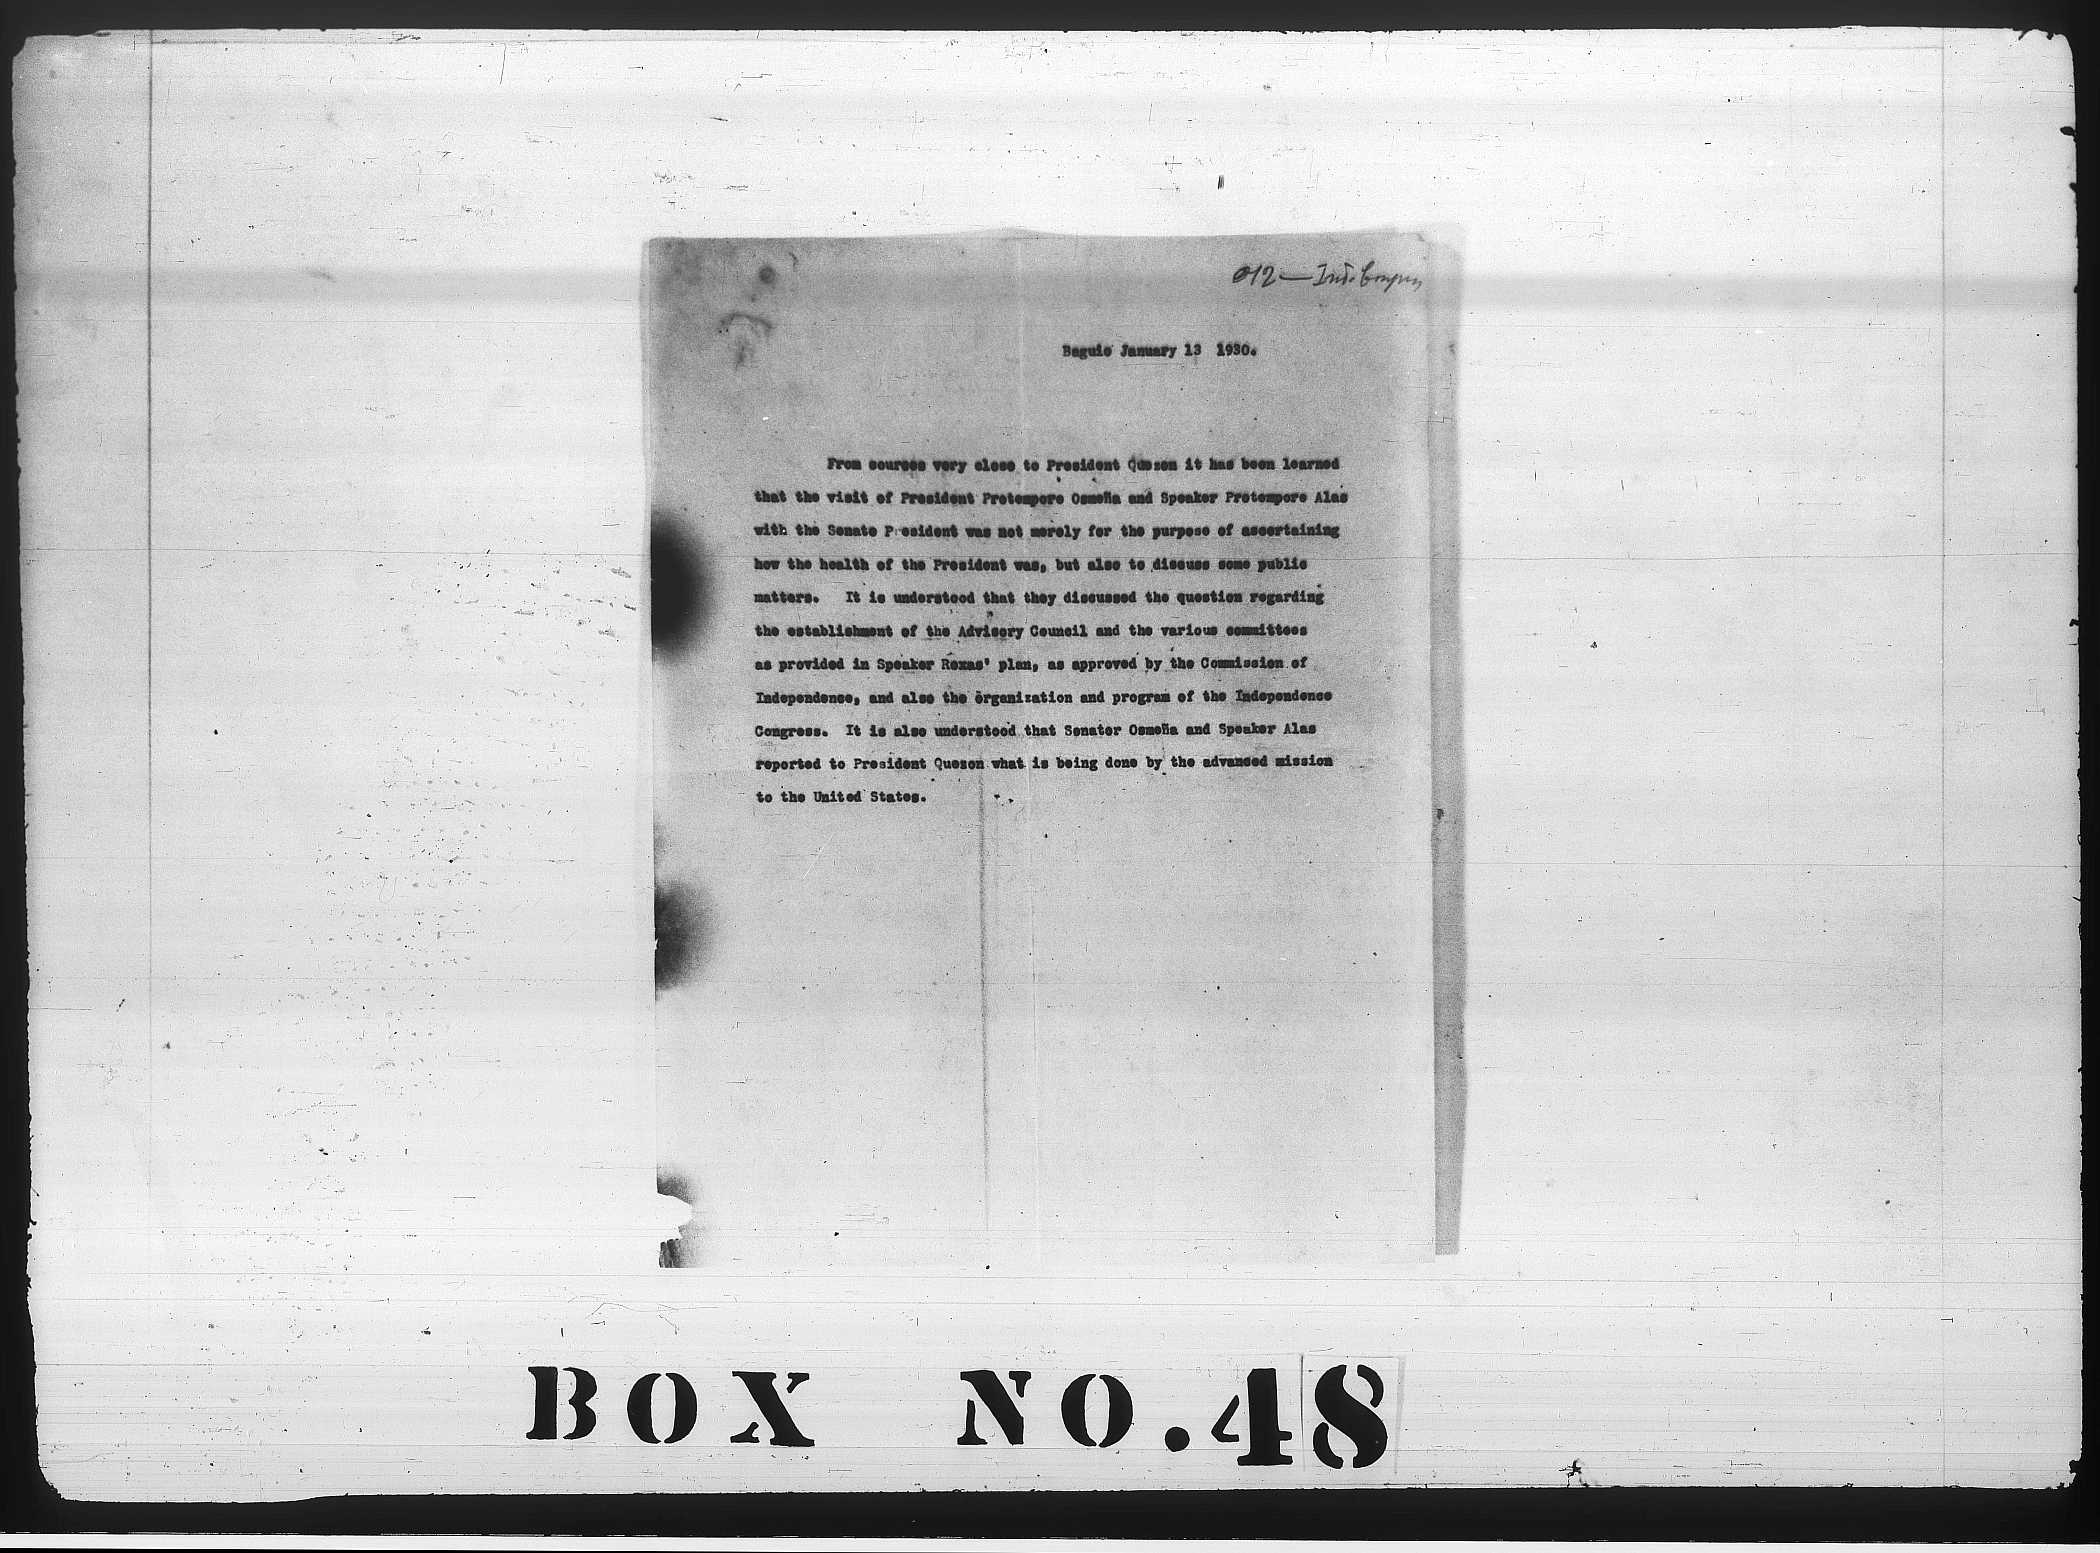 012 — Ind. Congress
Baguio January 13 1930.
From sources very close to President Quezon it has been learned
that the visit of President Protempore Osmeña and Speaker Protempore Alas
with the Senate President was not merely for the purpose of ascertaining
how the health of the President was, but also to discuss some public
matters. It is understood that they discussed the question regarding
the establishment of the Advisory Council and the various committees
as provided in Speaker Roxas' plan, as approved by the Commission of
Independence, and also the organization and program of the Independence
Congress. It is also understood that Senator Osmeña and Speaker Alas
reported to President Quezon what is being done by the advanced mission
to the United States.
BOX NO.48